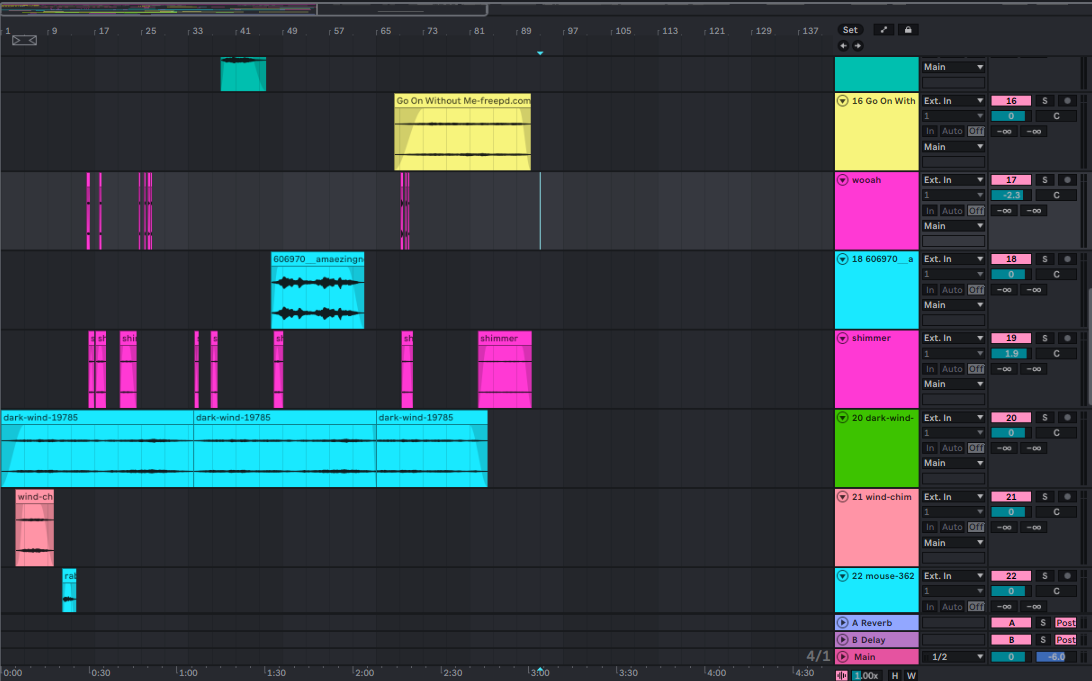 1 9 17 25 33 41 49 57 65 73 81 89 97 105 113 121 129 137 Set
Main
Go On Without Me-freepd.com
16 Go On With Ext. In 16 S
1 0 C
In Auto Off -∞ -∞
Main
wooah Ext. In 17 S
1 -2.3 C
In Auto Off -∞ -∞
Main
606970__amaezingn 18 606970__a Ext. In 18 S
1 0 C
In Auto Off -∞ -∞
Main
s sh shi s s sh sh shimmer shimmer Ext. In 19 S
1 1.9 C
In Auto Off -∞ -∞
Main
dark-wind-19785 dark-wind-19785 dark-wind-19785 20 dark-wind- Ext. In 20 S
1 0 C
In Auto Off -∞ -∞
Main
wind-ch 21 wind-chim Ext. In 21 S
1 0 C
In Auto Off -∞ -∞
Main
22 mouse-362 Ext. In 22 S
1 0 C
In Auto Off -∞ -∞
A Reverb A S Post
B Delay B S Post
4/1 Main 1/2 0 -6.0
0:00 0:30 1:00 1:30 2:00 2:30 3:00 3:30 4:00 4:30 1.00x H W